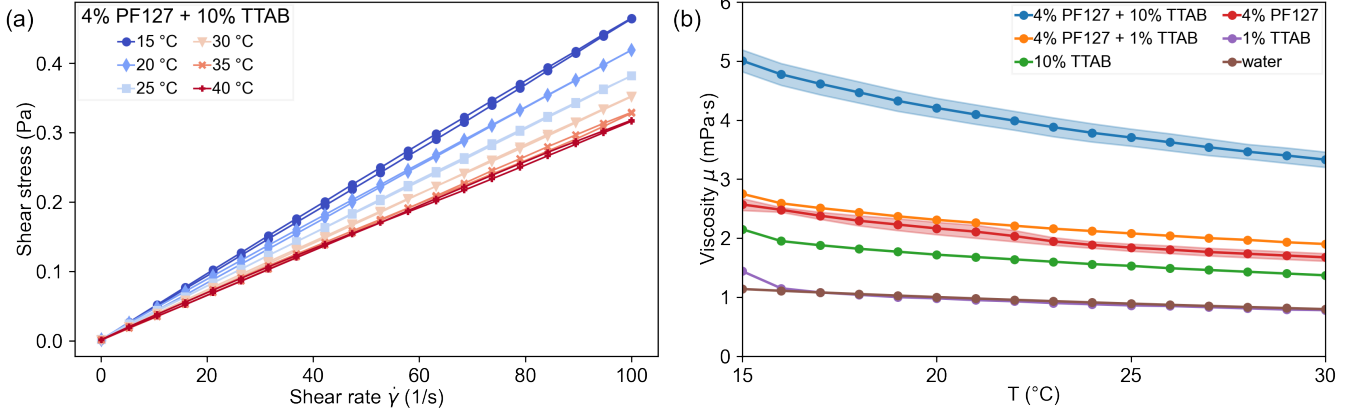 (a)
4% PF127 + 10% TTAB
15 °C 30 °C
20 °C 35 °C
25 °C 40 °C
Shear stress (Pa)
0.4
0.3
0.2
0.1
0.0
0 20 40 60 80 100
Shear rate γ̇ (1/s)
(b)
4% PF127 + 10% TTAB 4% PF127
4% PF127 + 1% TTAB 1% TTAB
10% TTAB water
Viscosity μ (mPa·s)
6
5
4
3
2
1
0
15 20 25 30
T (°C)